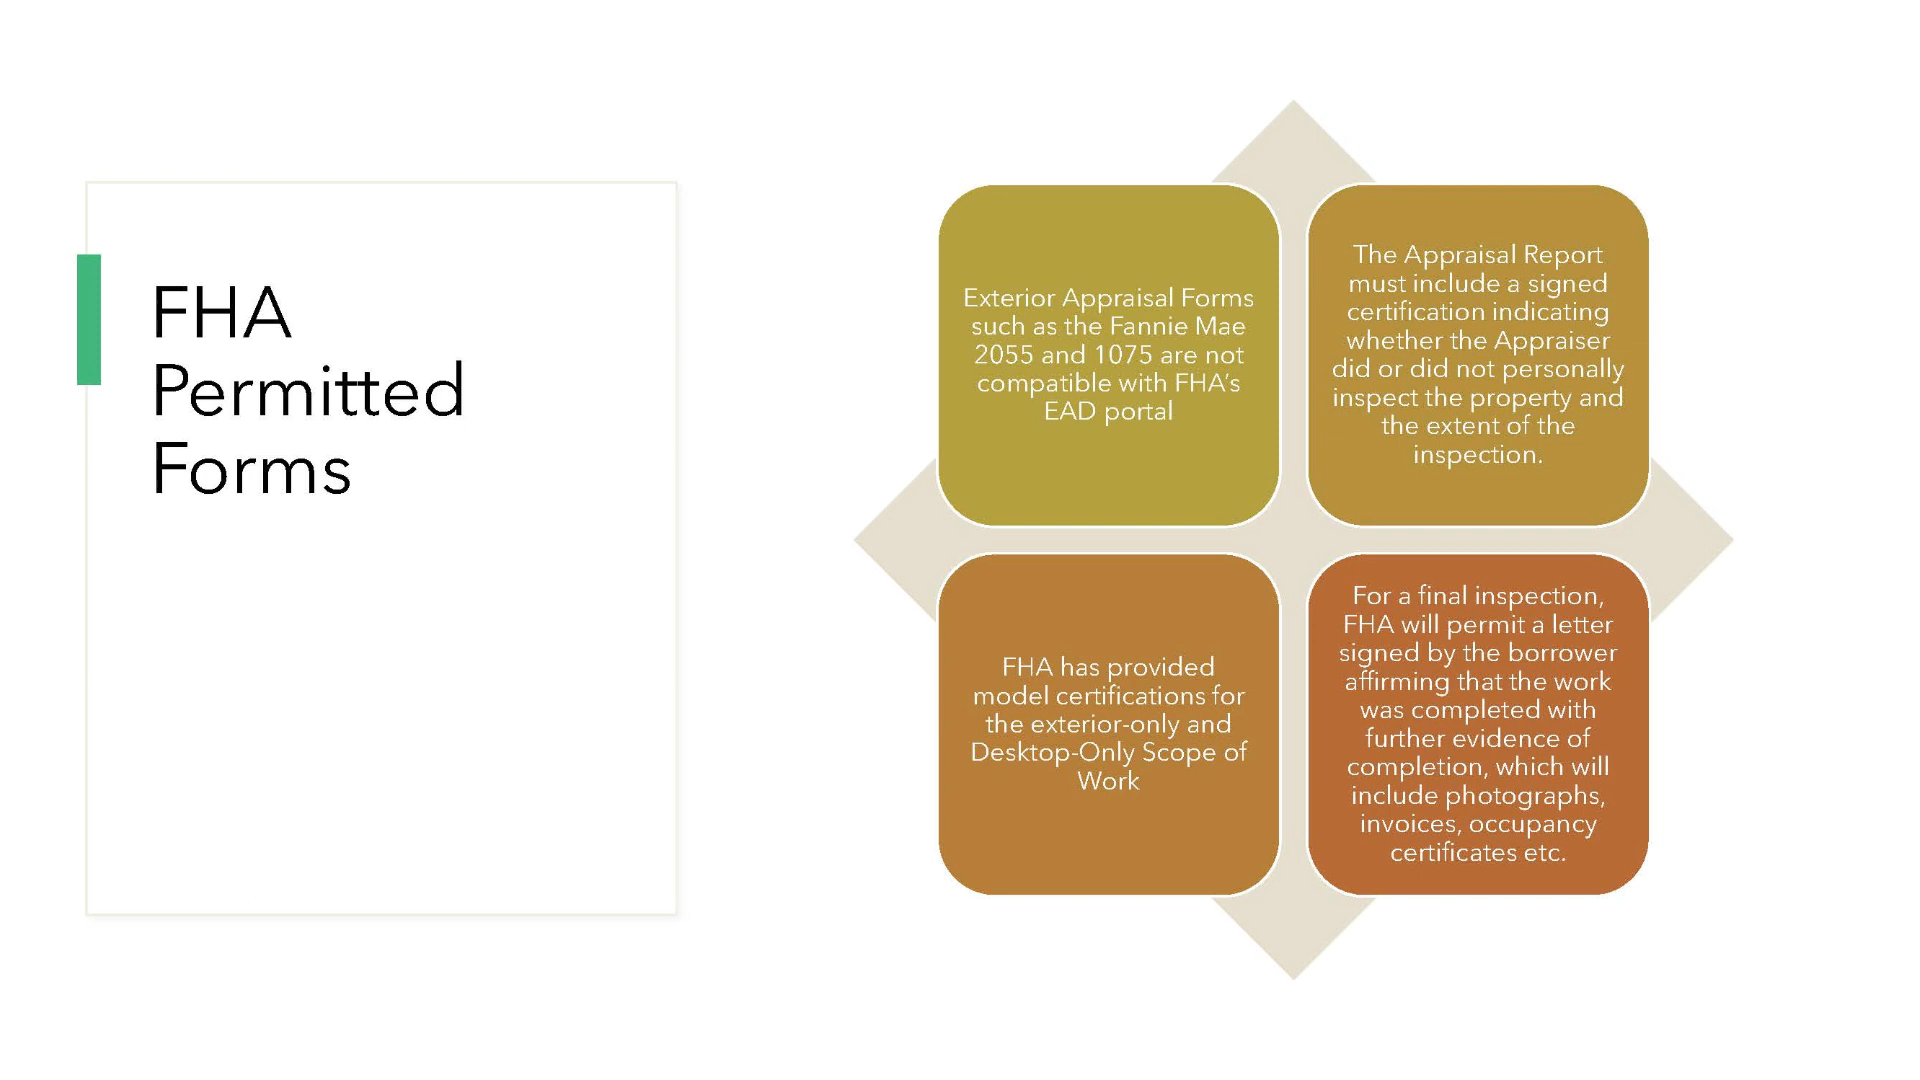 FHA
Permitted
Forms
Exterior Appraisal Forms
such as the Fannie Mae
2055 and 1075 are not
compatible with FHA’s
EAD portal
The Appraisal Report
must include a signed
certification indicating
whether the Appraiser
did or did not personally
inspect the property and
the extent of the
inspection.
FHA has provided
model certifications for
the exterior-only and
Desktop-Only Scope of
Work
For a final inspection,
FHA will permit a letter
signed by the borrower
affirming that the work
was completed with
further evidence of
completion, which will
include photographs,
invoices, occupancy
certificates etc.